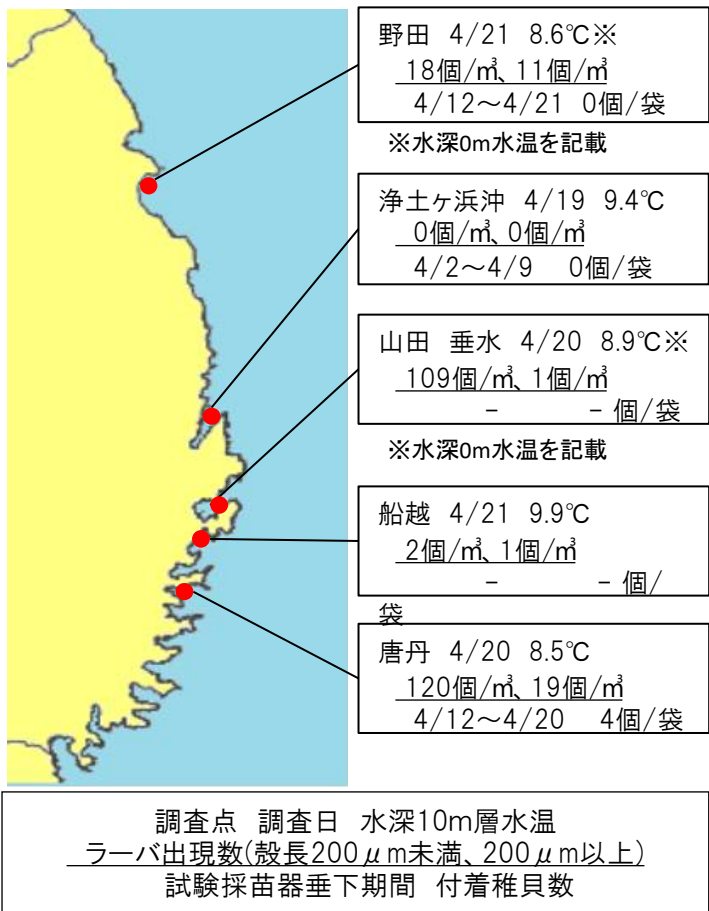 野田 4/21 8.6℃※
18個/㎥、11個/㎥
4/12～4/21 0個/袋
※水深0m水温を記載
浄土ヶ浜沖 4/19 9.4℃
0個/㎥、0個/㎥
4/2～4/9 0個/袋
山田 垂水 4/20 8.9℃※
109個/㎥、1個/㎥
－ － 個/袋
※水深0m水温を記載
船越 4/21 9.9℃
2個/㎥、1個/㎥
－ － 個/
袋
唐丹 4/20 8.5℃
120個/㎥、19個/㎥
4/12～4/20 4個/袋
調査点 調査日 水深10m層水温
ラーバ出現数(殻長200μm未満、200μm以上)
試験採苗器垂下期間 付着稚貝数